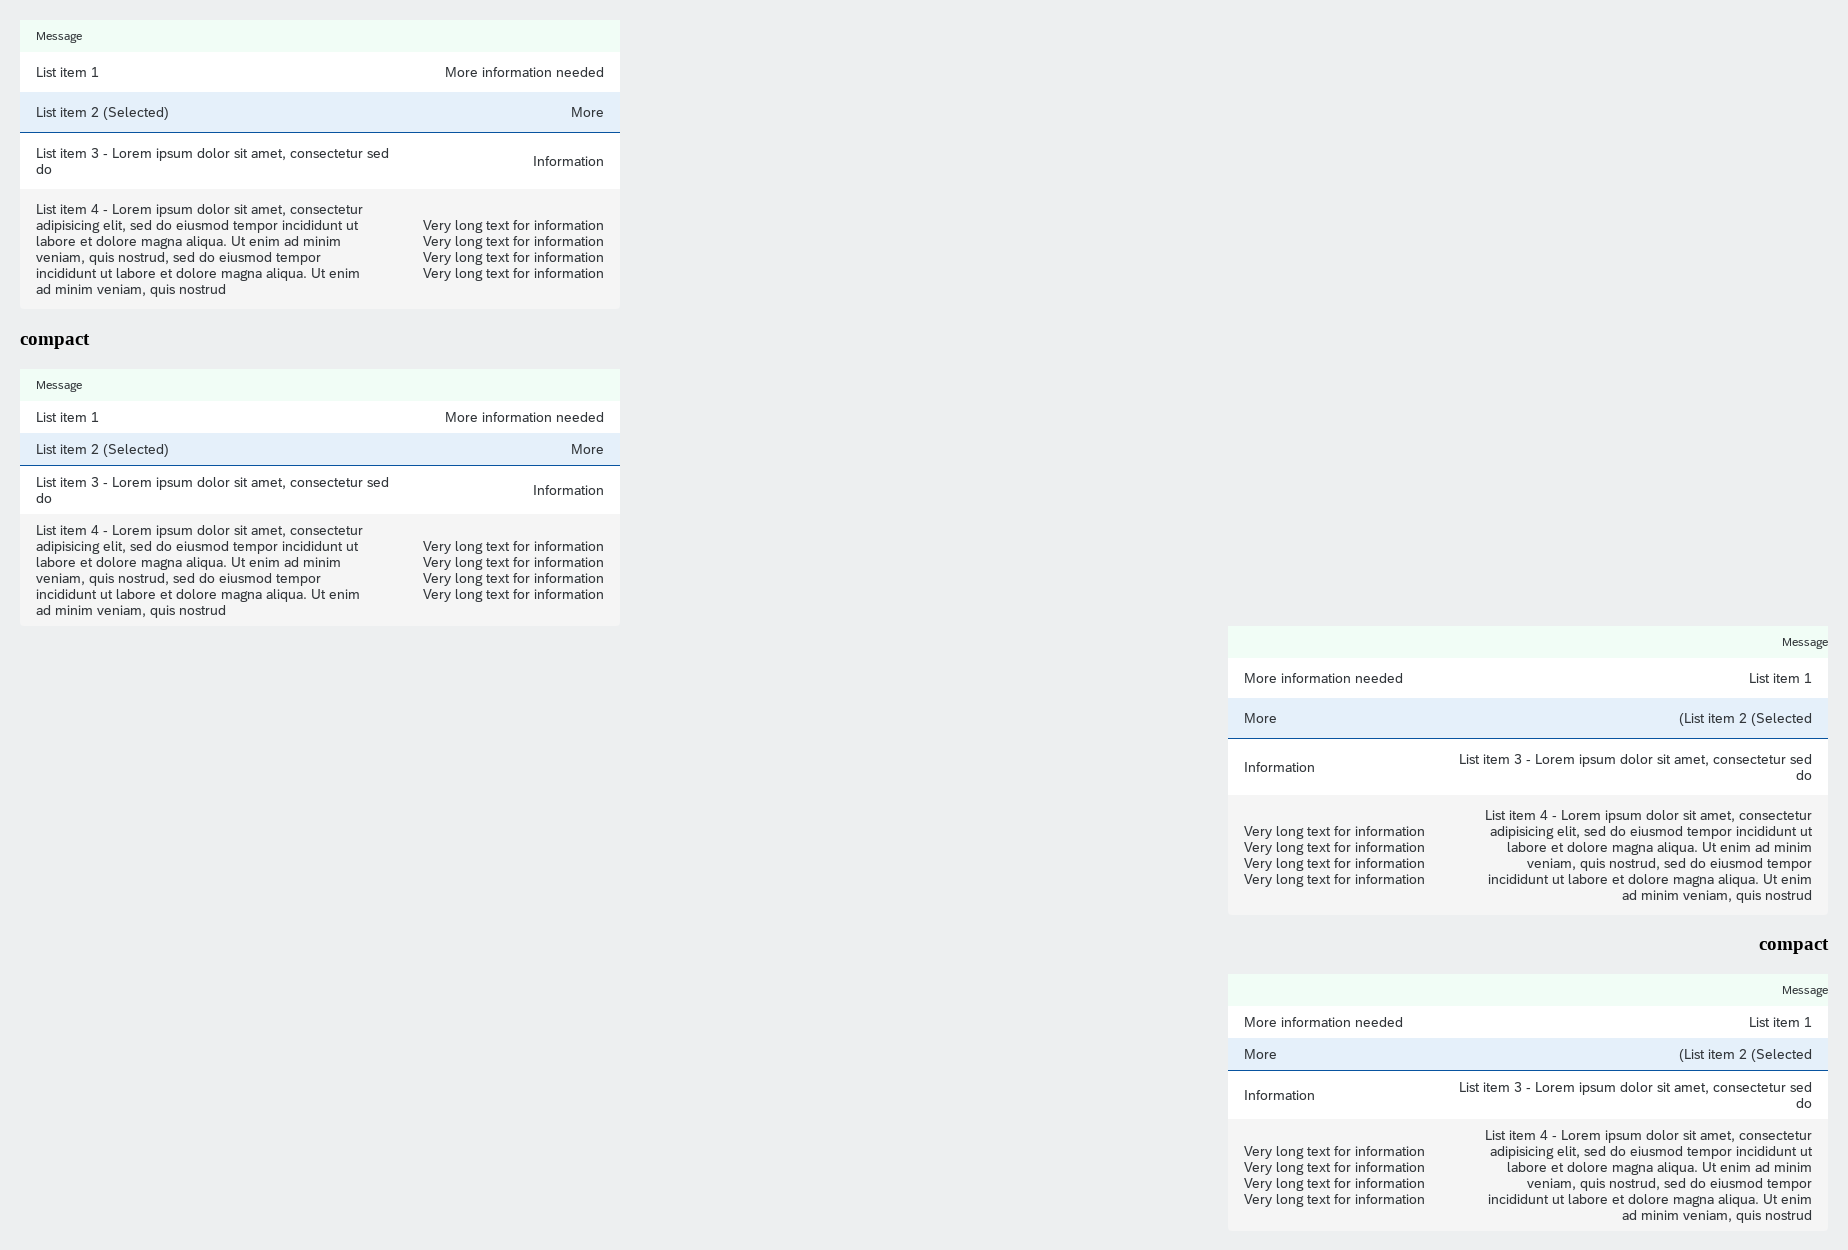 Message
List item 1 More information needed
List item 2 (Selected) More
List item 3 - Lorem ipsum dolor sit amet, consectetur sed
do
Information
List item 4 - Lorem ipsum dolor sit amet, consectetur
adipisicing elit, sed do eiusmod tempor incididunt ut
labore et dolore magna aliqua. Ut enim ad minim
veniam, quis nostrud, sed do eiusmod tempor
incididunt ut labore et dolore magna aliqua. Ut enim
ad minim veniam, quis nostrud
Very long text for information
Very long text for information
Very long text for information
Very long text for information
compact
Message
List item 1 More information needed
List item 2 (Selected) More
List item 3 - Lorem ipsum dolor sit amet, consectetur sed
do
Information
List item 4 - Lorem ipsum dolor sit amet, consectetur
adipisicing elit, sed do eiusmod tempor incididunt ut
labore et dolore magna aliqua. Ut enim ad minim
veniam, quis nostrud, sed do eiusmod tempor
incididunt ut labore et dolore magna aliqua. Ut enim
ad minim veniam, quis nostrud
Very long text for information
Very long text for information
Very long text for information
Very long text for information
Message
More information needed List item 1
More (List item 2 (Selected
Information
List item 3 - Lorem ipsum dolor sit amet, consectetur sed
do
Very long text for information
Very long text for information
Very long text for information
Very long text for information
List item 4 - Lorem ipsum dolor sit amet, consectetur
adipisicing elit, sed do eiusmod tempor incididunt ut
labore et dolore magna aliqua. Ut enim ad minim
veniam, quis nostrud, sed do eiusmod tempor
incididunt ut labore et dolore magna aliqua. Ut enim
ad minim veniam, quis nostrud
compact
Message
More information needed List item 1
More (List item 2 (Selected
Information
List item 3 - Lorem ipsum dolor sit amet, consectetur sed
do
Very long text for information
Very long text for information
Very long text for information
Very long text for information
List item 4 - Lorem ipsum dolor sit amet, consectetur
adipisicing elit, sed do eiusmod tempor incididunt ut
labore et dolore magna aliqua. Ut enim ad minim
veniam, quis nostrud, sed do eiusmod tempor
incididunt ut labore et dolore magna aliqua. Ut enim
ad minim veniam, quis nostrud